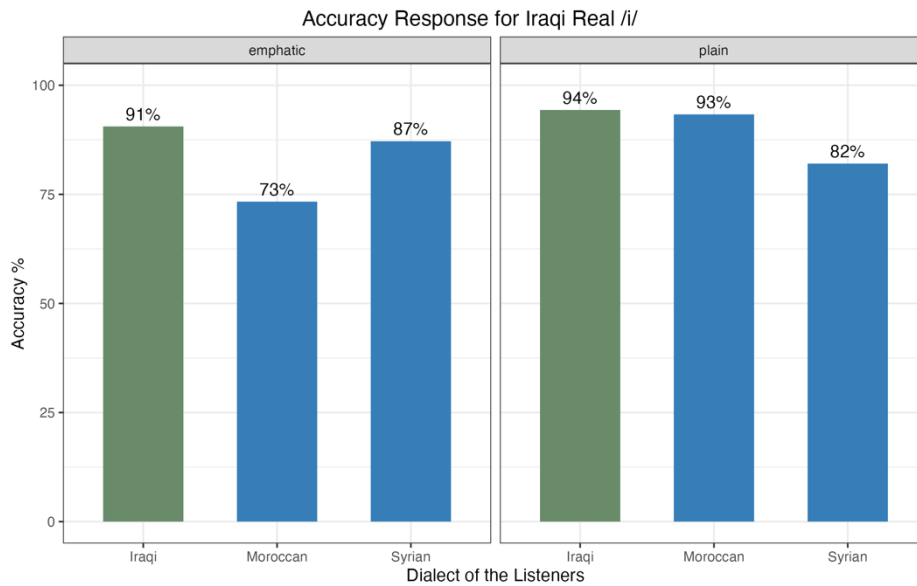 Accuracy Response for Iraqi Real /i/
emphatic
plain
Accuracy %
100
75
50
25
0
91%
73%
87%
94%
93%
82%
Iraqi Moroccan Syrian
Iraqi Moroccan Syrian
Dialect of the Listeners